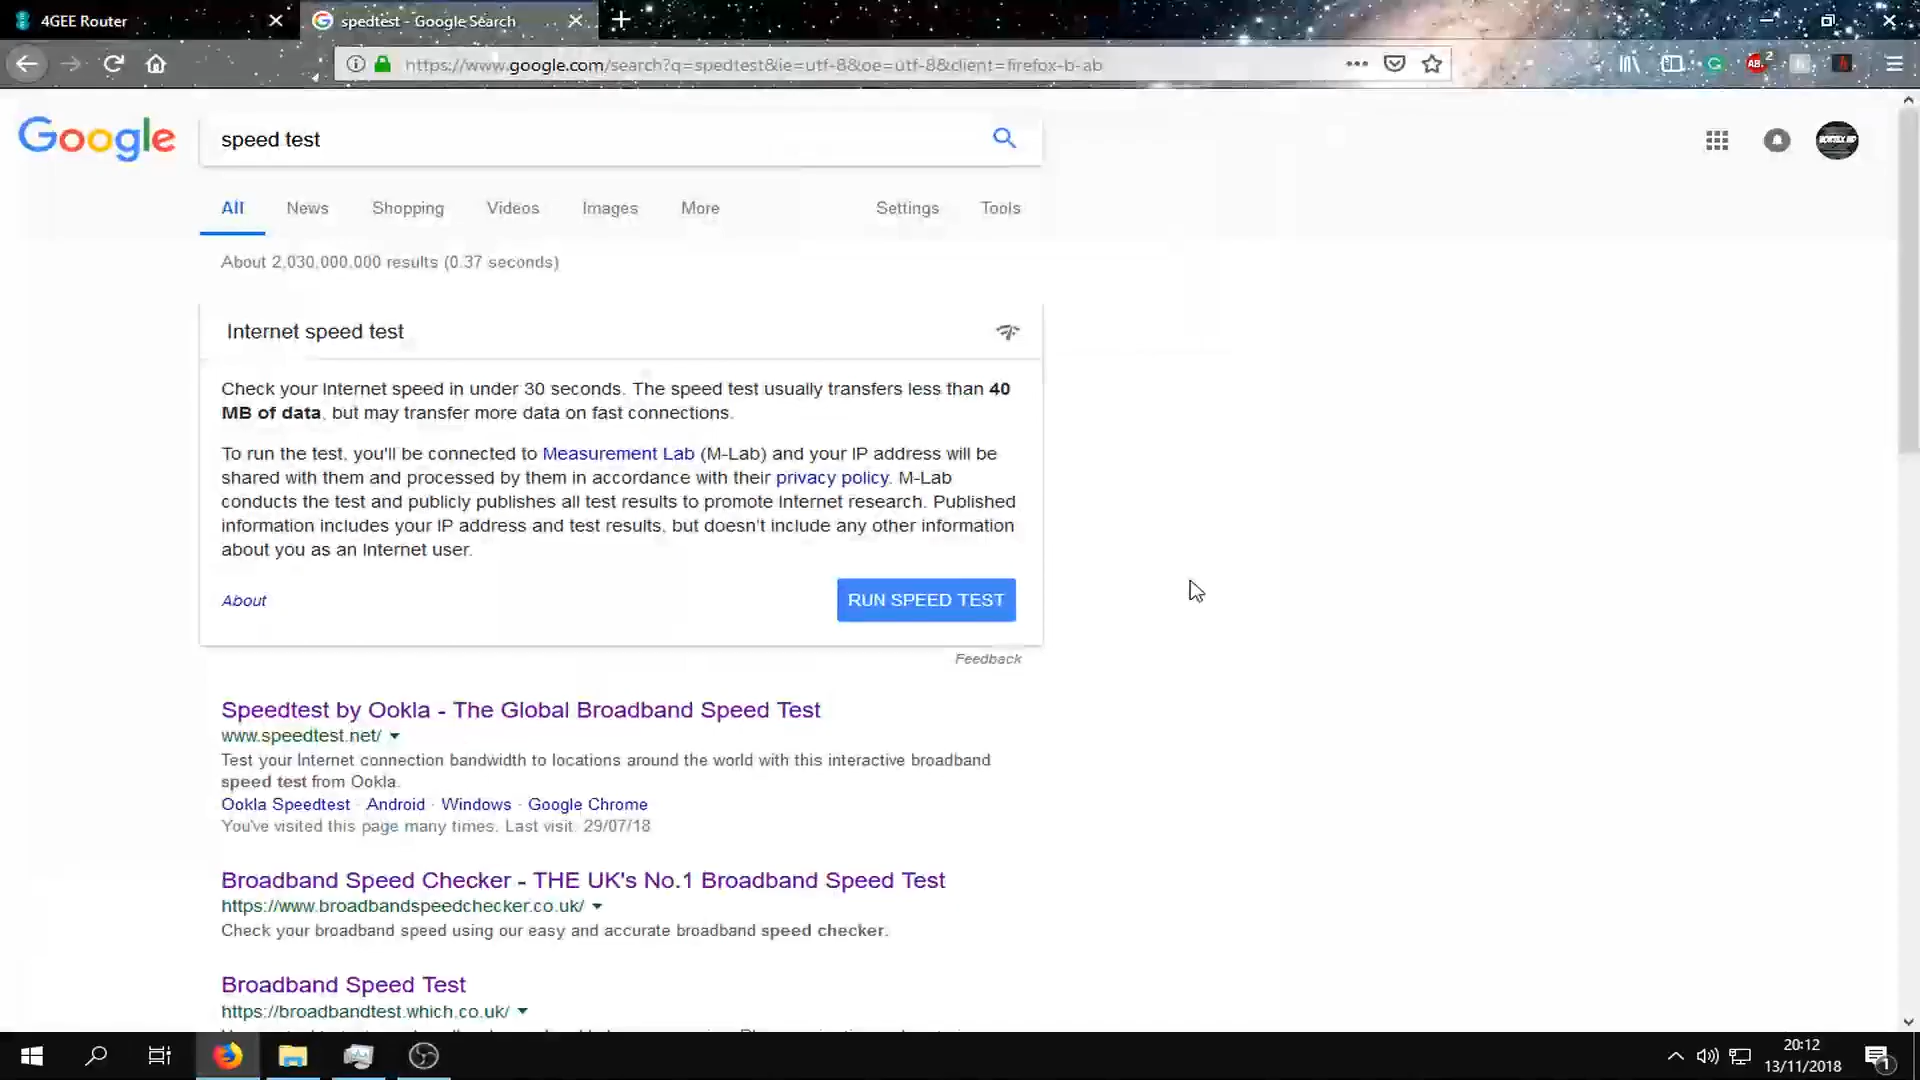 4GEE Router
spedtest - Google Search
https://www.google.com/search?q=spedtest&ie=utf-8&oe=utf-8&client=firefox-b-ab
ABP 2
Google
speed test
All News Shopping Videos Images More Settings Tools
About 2,030,000,000 results (0.37 seconds)
Internet speed test
Check your Internet speed in under 30 seconds. The speed test usually transfers less than 40
MB of data, but may transfer more data on fast connections.
To run the test, you'll be connected to Measurement Lab (M-Lab) and your IP address will be
shared with them and processed by them in accordance with their privacy policy. M-Lab
conducts the test and publicly publishes all test results to promote Internet research. Published
information includes your IP address and test results, but doesn't include any other information
about you as an Internet user.
About
RUN SPEED TEST
Feedback
Speedtest by Ookla - The Global Broadband Speed Test
www.speedtest.net/
Test your Internet connection bandwidth to locations around the world with this interactive broadband
speed test from Ookla.
Ookla Speedtest · Android · Windows · Google Chrome
You've visited this page many times. Last visit: 29/07/18
Broadband Speed Checker - THE UK's No.1 Broadband Speed Test
https://www.broadbandspeedchecker.co.uk/
Check your broadband speed using our easy and accurate broadband speed checker.
Broadband Speed Test
https://broadbandtest.which.co.uk/
20:12
13/11/2018
1